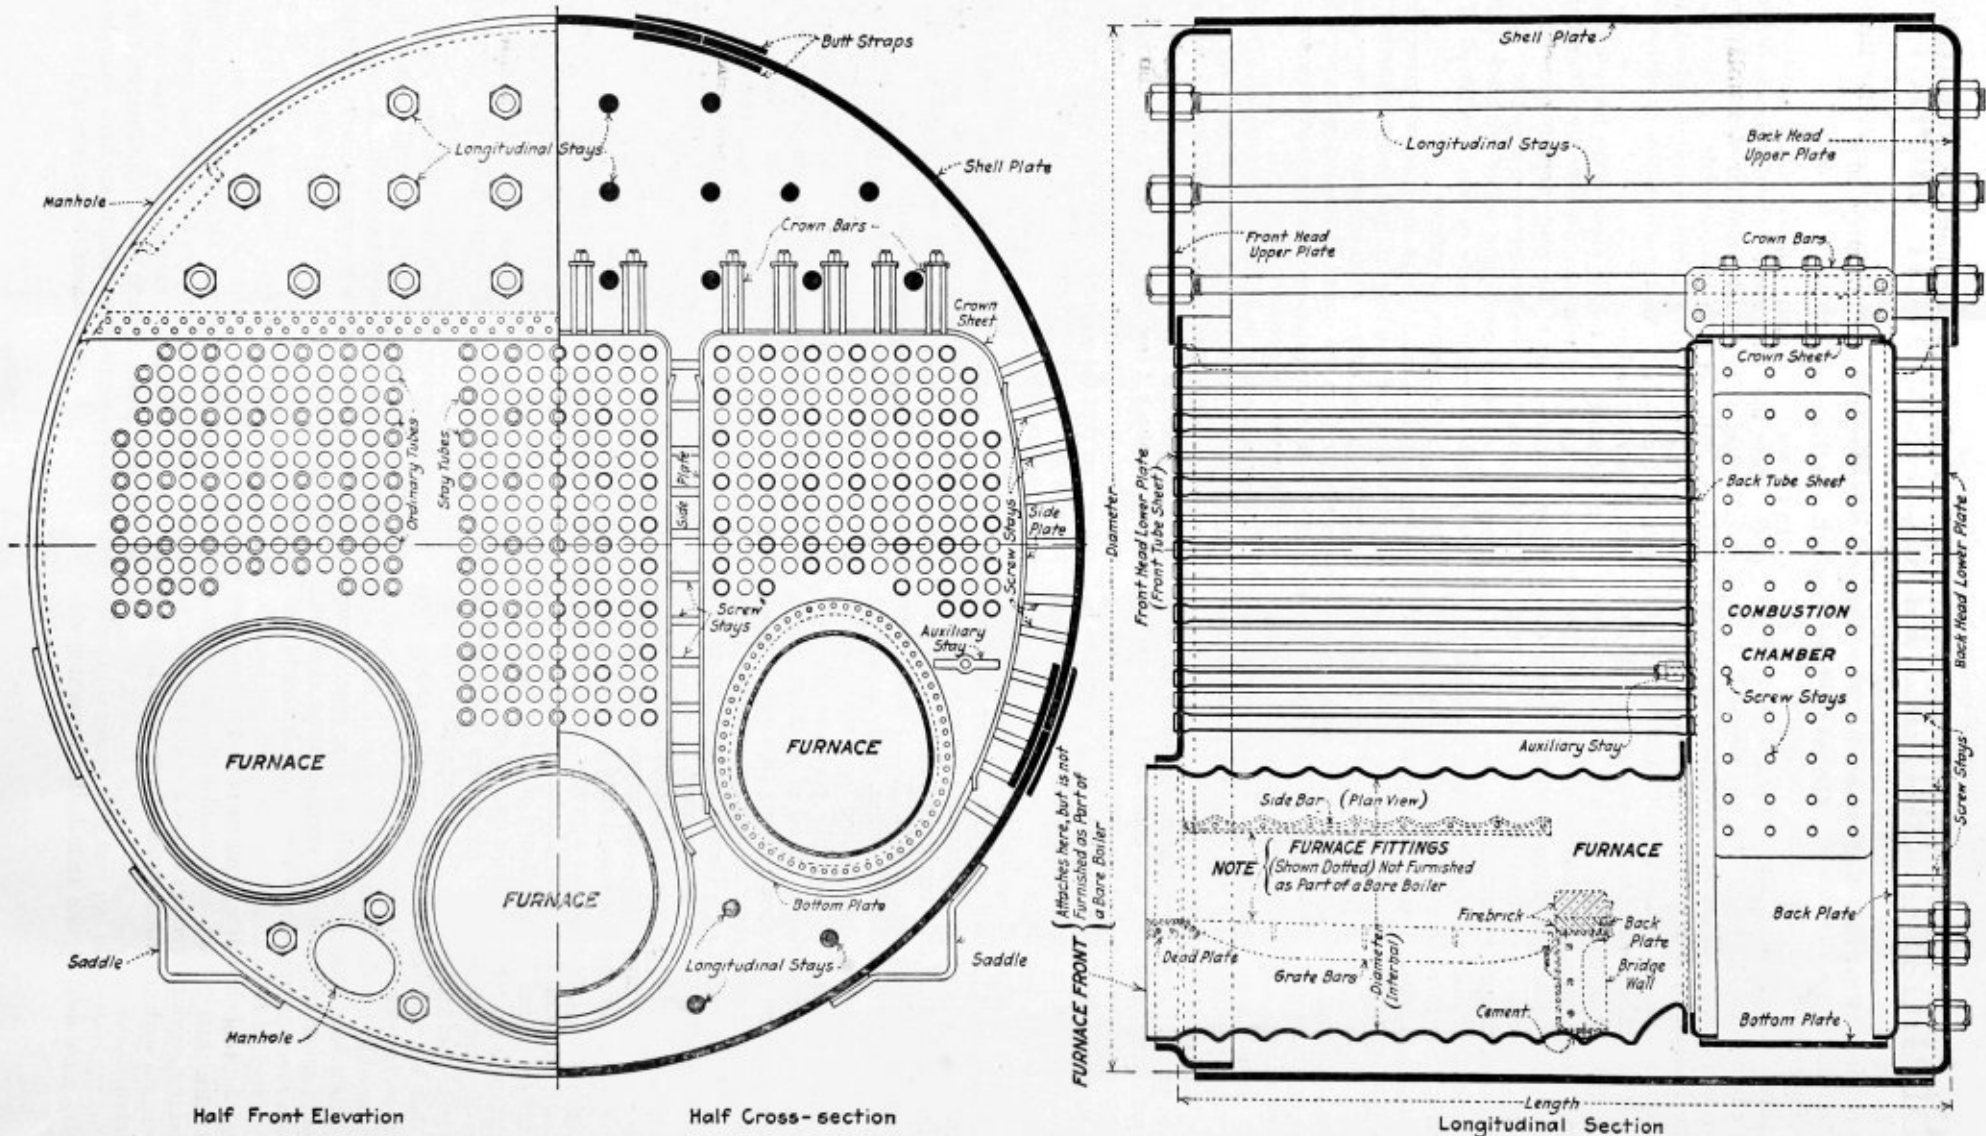 Butt Straps
Longitudinal Stays
Manhole
Shell Plate
Crown Bars
Crown
Sheet
Stay Tubes
Ordinary Tubes
Side Plate
Screw Stays
Side
Plate
Screw
Stays
Auxiliary
Stay
FURNACE
FURNACE
FURNACE
Bottom Plate
Saddle
Longitudinal Stays
Saddle
Manhole
Half Front Elevation
Half Cross-section
Shell Plate
Longitudinal Stays
Back Head
Upper Plate
Front Head
Upper Plate
Crown Bars
Crown Sheet
Diameter
Front Head Lower Plate
(Front Tube Sheet)
Back Tube Sheet
Back Head Lower Plate
COMBUSTION
CHAMBER
Screw Stays
Auxiliary Stay
Screw Stays
Side Bar (Plan View)
NOTE
FURNACE FITTINGS
(Shown Dotted) Not Furnished
as Part of a Bare Boiler
FURNACE
FURNACE FRONT
Attaches here, but is not
Furnished as Part of
a Bare Boiler
Firebrick
Back
Plate
Bridge
Wall
Back Plate
Dead Plate
Grate Bars
Diameter
(Internal)
Cement
Bottom Plate
Length
Longitudinal Section